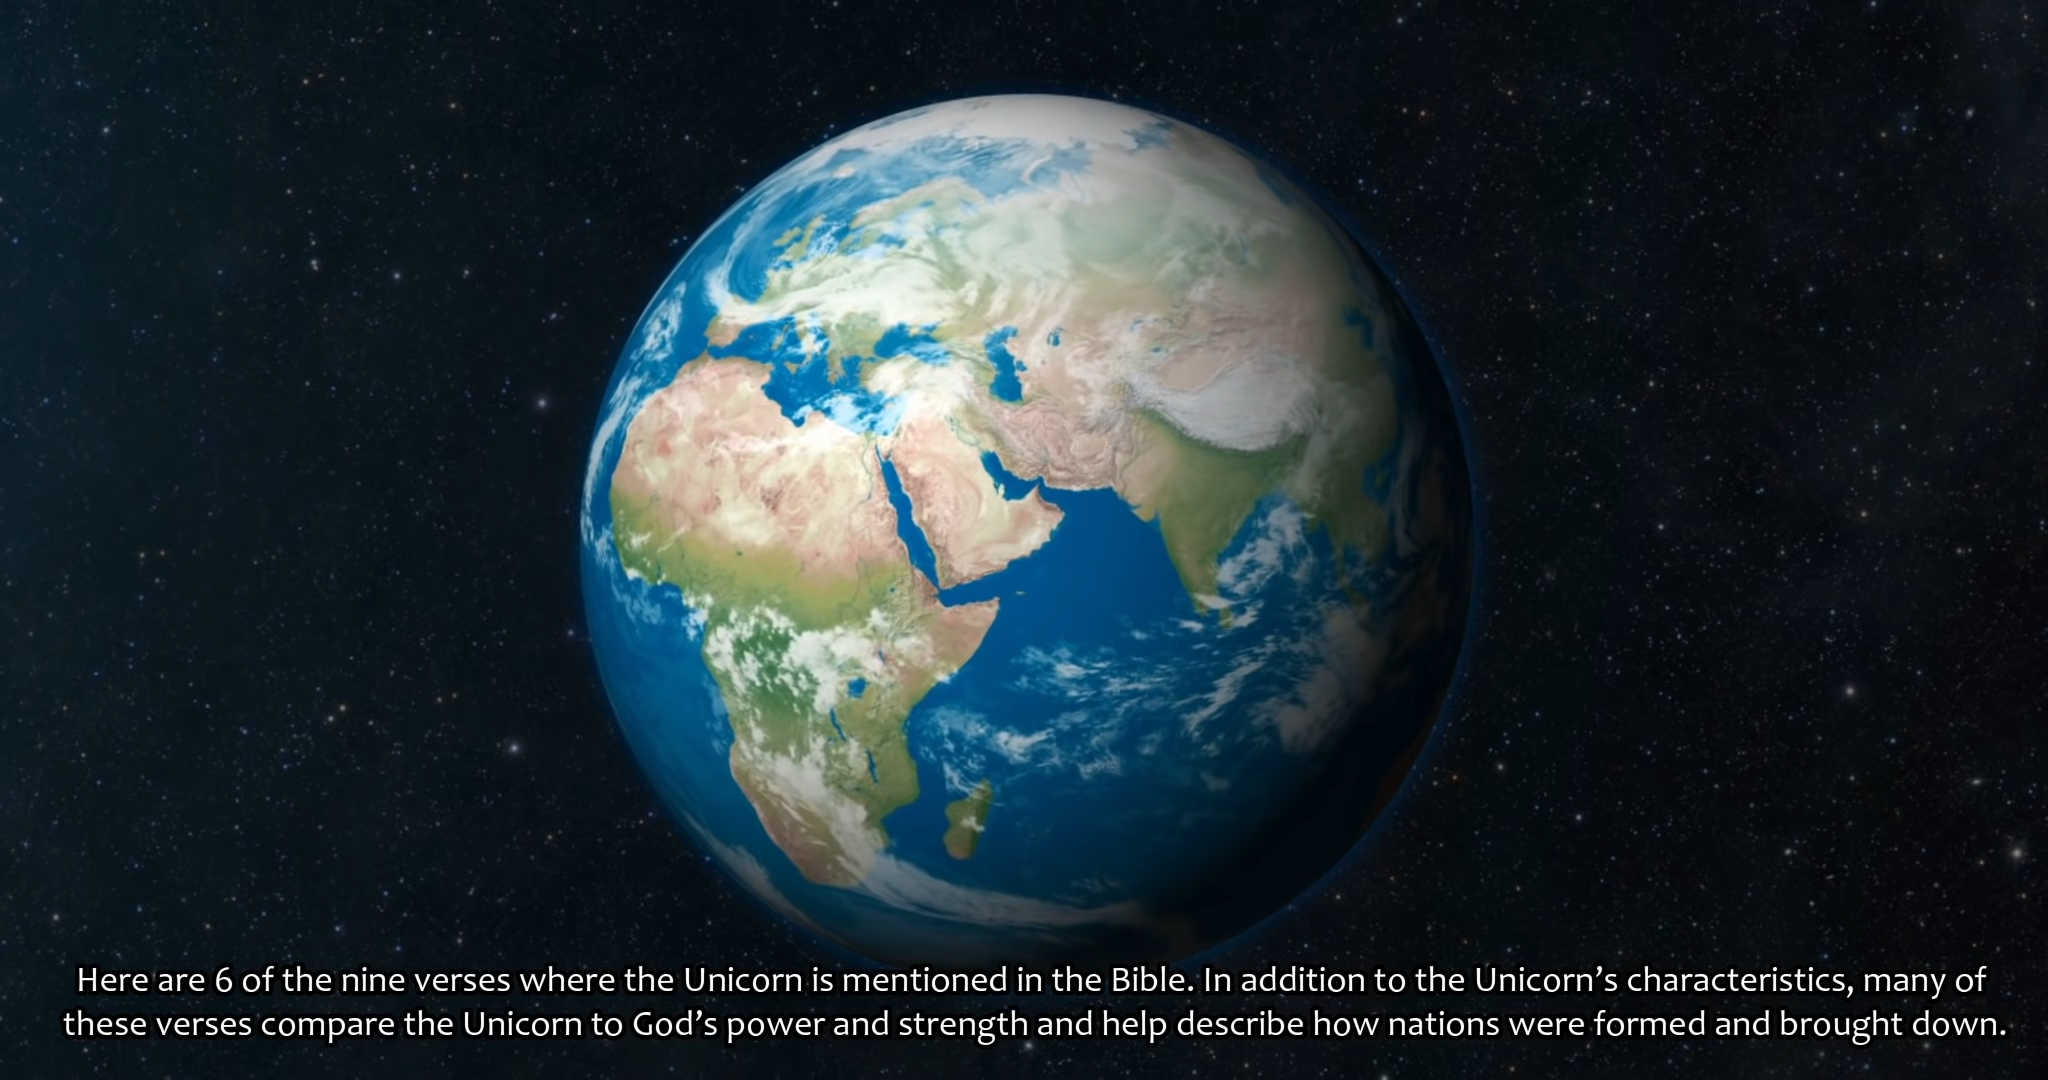 Here are 6 of the nine verses where the Unicorn is mentioned in the Bible. In addition to the Unicorn’s characteristics, many of
these verses compare the Unicorn to God’s power and strength and help describe how nations were formed and brought down.